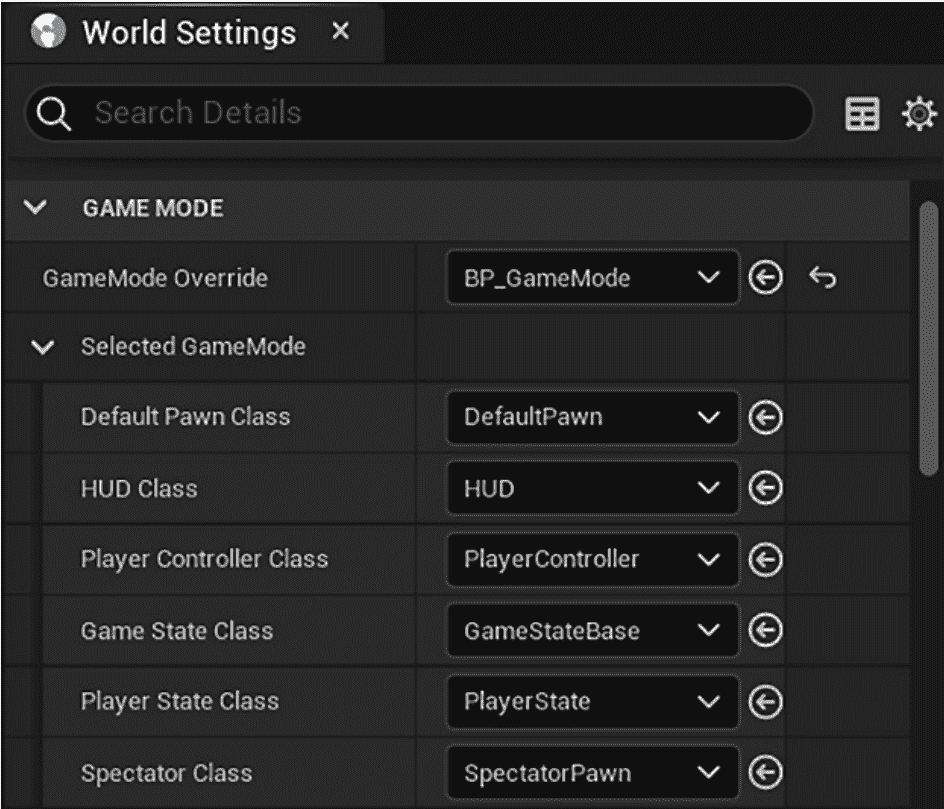 World Settings
Search Details
GAME MODE
GameMode Override BP_GameMode
Selected GameMode
Default Pawn Class DefaultPawn
HUD Class HUD
Player Controller Class PlayerController
Game State Class GameStateBase
Player State Class PlayerState
Spectator Class SpectatorPawn